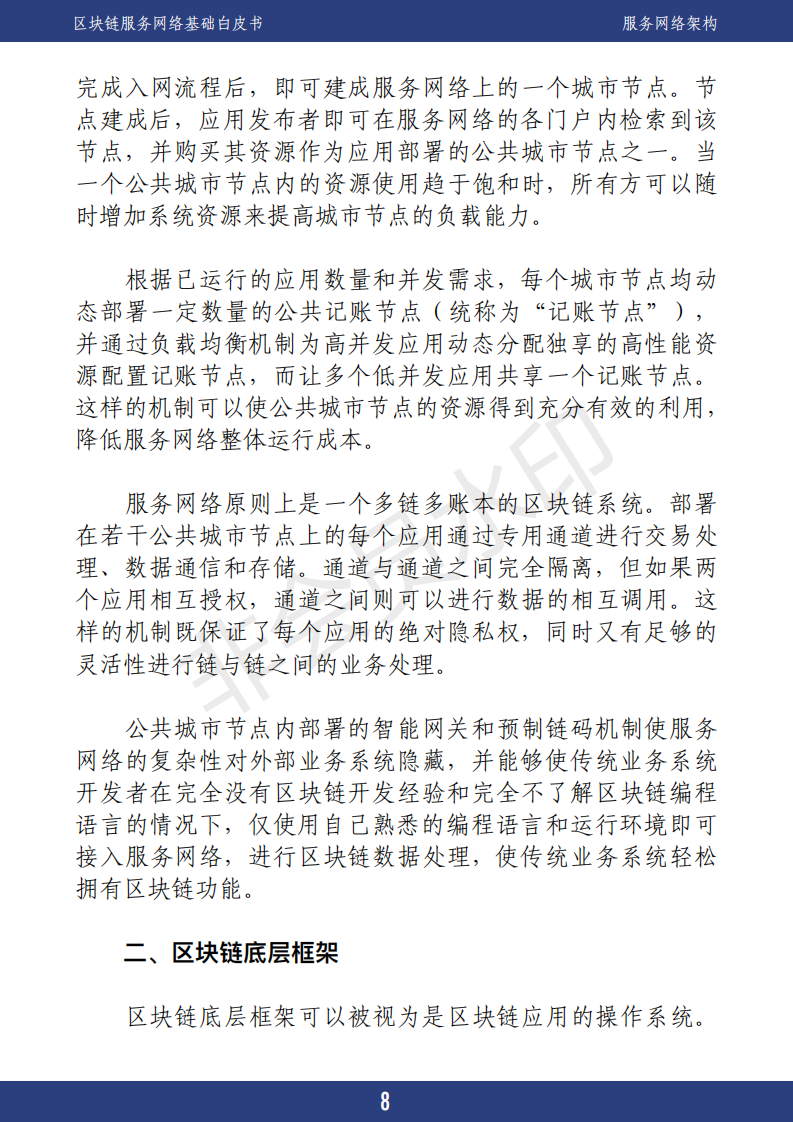 区块链服务网络基础白皮书
服务网络架构
完成入网流程后，即可建成服务网络上的一个城市节点。节
点建成后，应用发布者即可在服务网络的各门户内检索到该
节点，并购买其资源作为应用部署的公共城市节点之一。当
一个公共城市节点内的资源使用趋于饱和时，所有方可以随
时增加系统资源来提高城市节点的负载能力。
根据已运行的应用数量和并发需求，每个城市节点均动
态部署一定数量的公共记账节点（统称为“记账节点”），
并通过负载均衡机制为高并发应用动态分配独享的高性能资
源配置记账节点，而让多个低并发应用共享一个记账节点。
这样的机制可以使公共城市节点的资源得到充分有效的利用，
降低服务网络整体运行成本。
服务网络原则上是一个多链多账本的区块链系统。部署
在若干公共城市节点上的每个应用通过专用通道进行交易处
理、数据通信和存储。通道与通道之间完全隔离，但如果两
个应用相互授权，通道之间则可以进行数据的相互调用。这
样的机制既保证了每个应用的绝对隐私权，同时又有足够的
灵活性进行链与链之间的业务处理。
公共城市节点内部署的智能网关和预制链码机制使服务
网络的复杂性对外部业务系统隐藏，并能够使传统业务系统
开发者在完全没有区块链开发经验和完全不了解区块链编程
语言的情况下，仅使用自己熟悉的编程语言和运行环境即可
接入服务网络，进行区块链数据处理，使传统业务系统轻松
拥有区块链功能。
二、区块链底层框架
区块链底层框架可以被视为是区块链应用的操作系统。
8
非会员水印